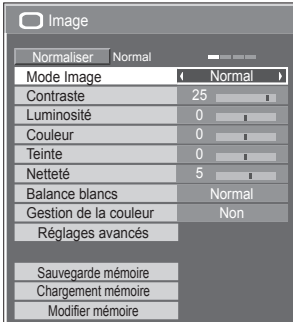 Image
Normaliser Normal
Mode Image Normal
Contraste 25
Luminosité 0
Couleur 0
Teinte 0
Netteté 5
Balance blancs Normal
Gestion de la couleur Non
Réglages avancés
Sauvegarde mémoire
Chargement mémoire
Modifier mémoire